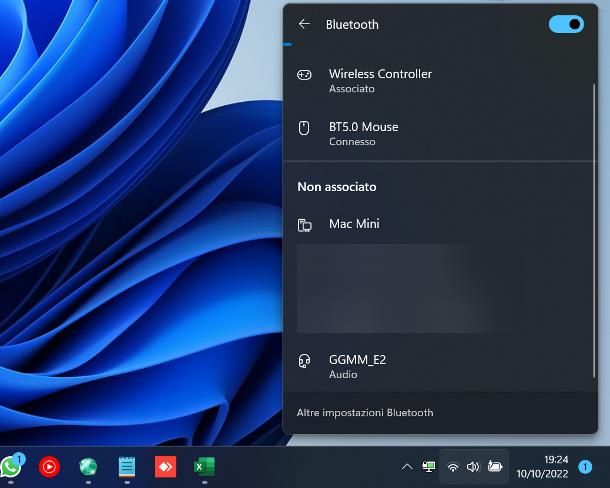 Bluetooth
Wireless Controller
Associato
BT5.0 Mouse
Connesso
Non associato
Mac Mini
GGMM_E2
Audio
Altre impostazioni Bluetooth
1
19:24
10/10/2022
1